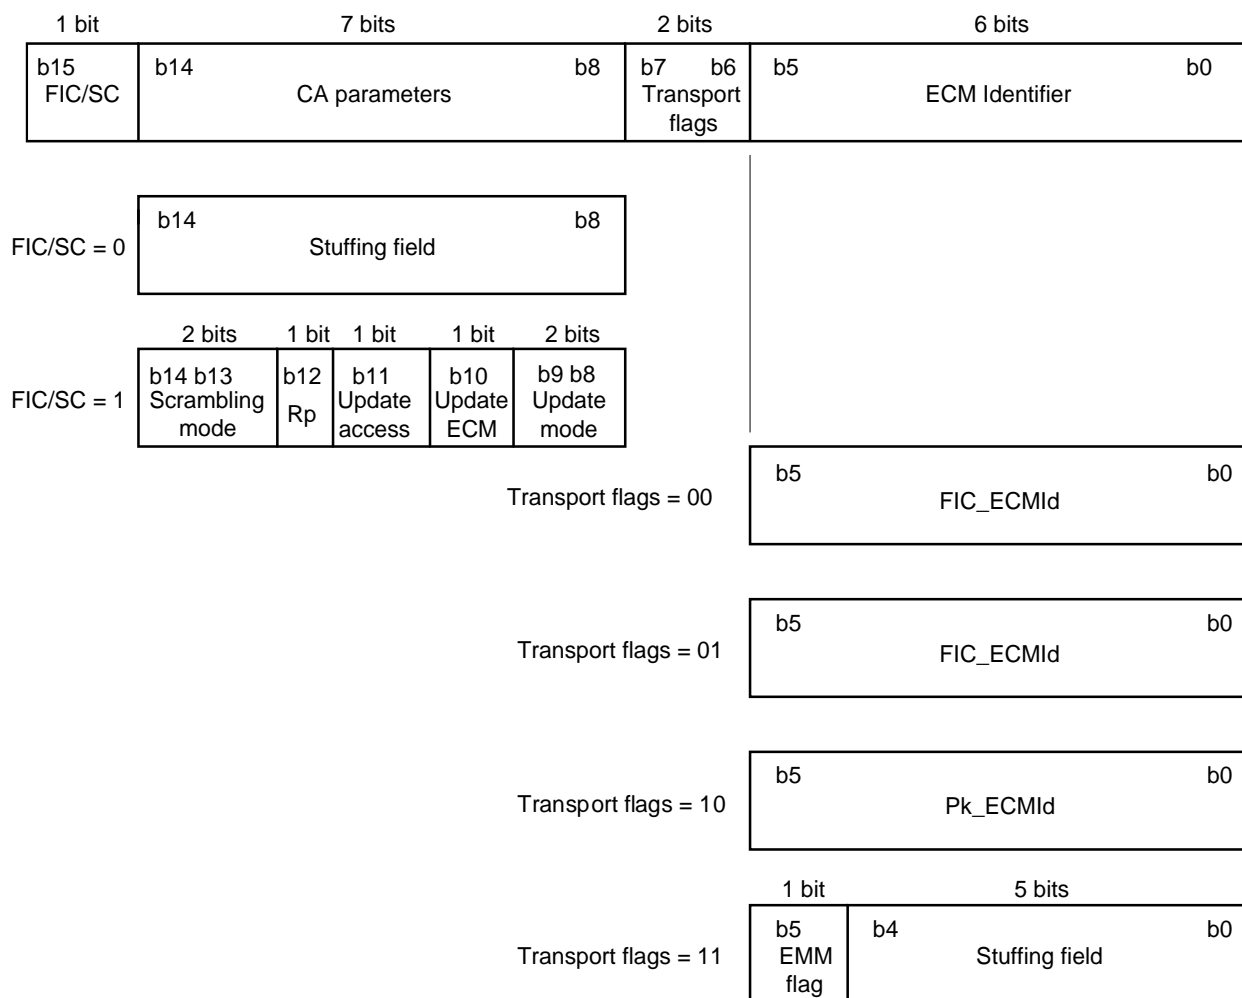 1 bit 7 bits 2 bits 6 bits
b15 b14 b8 b7 b6 b5 b0
FIC/SC CA parameters Transport ECM Identifier
flags
b14 b8
FIC/SC = 0 Stuffing field
2 bits 1 bit 1 bit 1 bit 2 bits
b14 b13 b12 b11 b10 b9 b8
FIC/SC = 1 Scrambling Rp Update Update Update
mode access ECM mode
b5 b0
Transport flags = 00 FIC_ECMId
b5 b0
Transport flags = 01 FIC_ECMId
b5 b0
Transport flags = 10 Pk_ECMId
1 bit 5 bits
b5 b4 b0
Transport flags = 11 EMM Stuffing field
flag